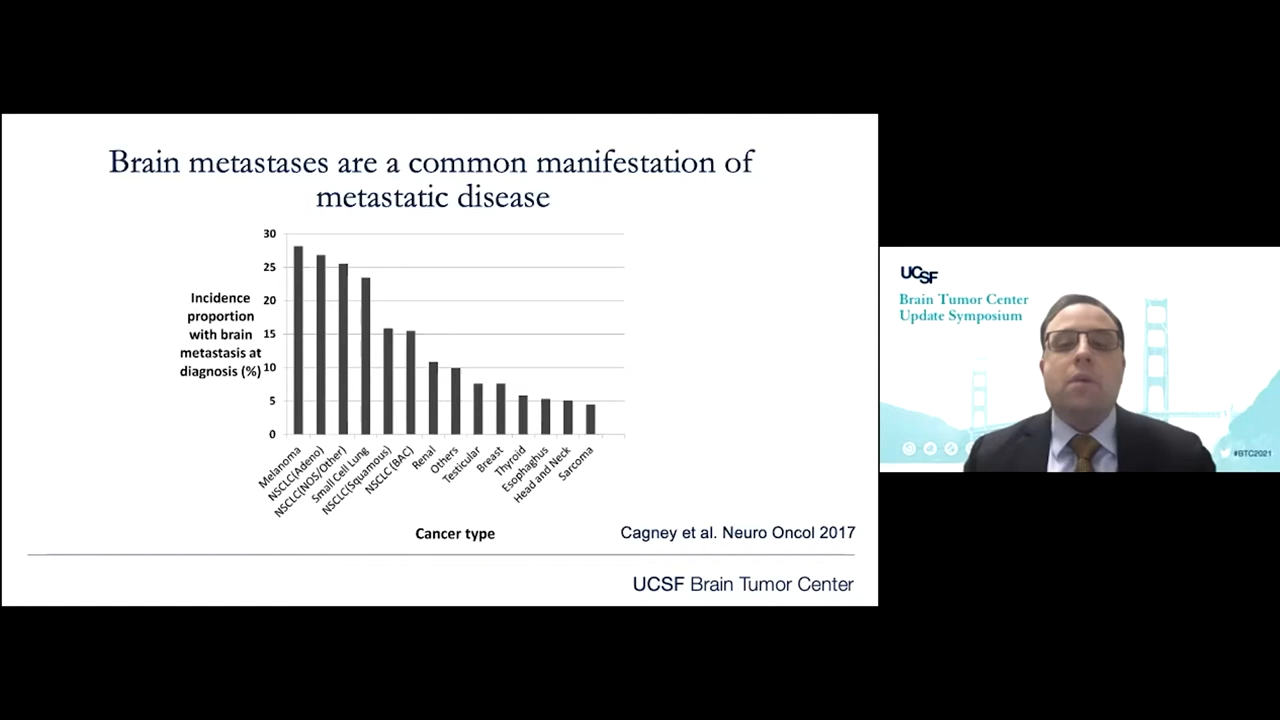 Brain metastases are a common manifestation of
metastatic disease
30
25
20
15
10
5
0
Incidence
proportion
with brain
metastasis at
diagnosis (%)
Melanoma
NSCLC(Adeno)
NSCLC(NOS/Other)
Small Cell Lung
NSCLC(Squamous)
NSCLC (BAC)
Renal
Others
Testicular
Breast
Thyroid
Esophaghus
Head and Neck
Sarcoma
Cancer type
Cagney et al. Neuro Oncol 2017
UCSF Brain Tumor Center
UCSF
Brain Tumor Center
Update Symposium
#BTC2021